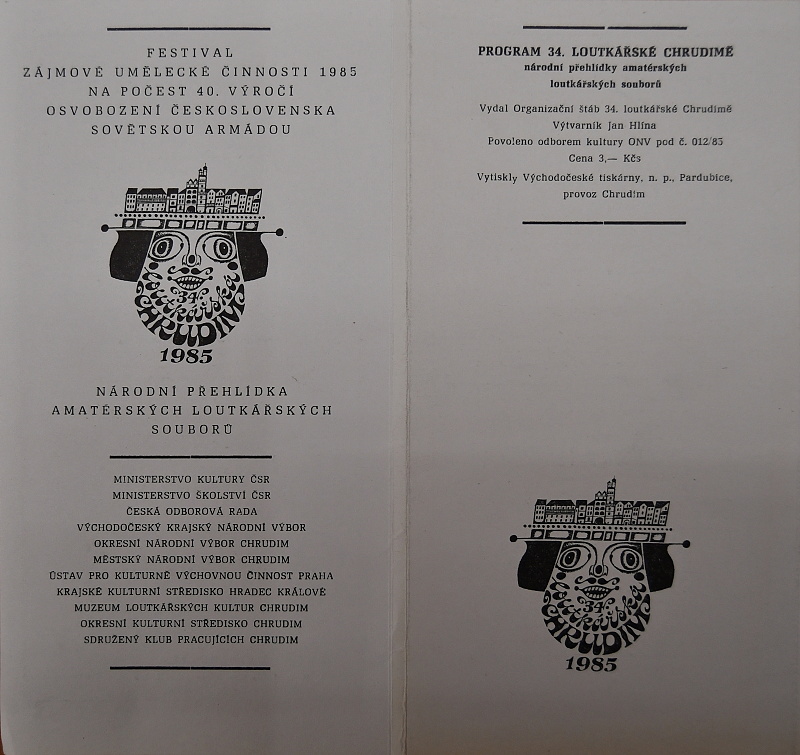 FESTIVAL
ZÁJMOVÉ UMĚLECKÉ ČINNOSTI 1985
NA POČEST 40. VÝROČÍ
OSVOBOZENÍ ČESKOSLOVENSKA
SOVĚTSKOU ARMÁDOU
34.
loutkářská
CHRUDIM
1985
NÁRODNÍ PŘEHLÍDKA
AMATÉRSKÝCH LOUTKÁŘSKÝCH
SOUBORŮ
MINISTERSTVO KULTURY ČSR
MINISTERSTVO ŠKOLSTVÍ ČSR
ČESKÁ ODBOROVÁ RADA
VÝCHODOČESKÝ KRAJSKÝ NÁRODNÍ VÝBOR
OKRESNÍ NÁRODNÍ VÝBOR CHRUDIM
MĚSTSKÝ NÁRODNÍ VÝBOR CHRUDIM
ÚSTAV PRO KULTURNĚ VÝCHOVNOU ČINNOST PRAHA
KRAJSKÉ KULTURNÍ STŘEDISKO HRADEC KRÁLOVÉ
MUZEUM LOUTKÁŘSKÝCH KULTUR CHRUDIM
OKRESNÍ KULTURNÍ STŘEDISKO CHRUDIM
SDRUŽENÝ KLUB PRACUJÍCÍCH CHRUDIM
PROGRAM 34. LOUTKÁŘSKÉ CHRUDIMĚ
národní přehlídky amatérských
loutkářských souborů
Vydal Organizační štáb 34. loutkářské Chrudimě
Výtvarník Jan Hlína
Povoleno odborem kultury ONV pod č. 012/85
Cena 3,— Kčs
Vytiskly Východočeské tiskárny, n. p., Pardubice,
provoz Chrudim
34.
loutkářská
CHRUDIM
1985